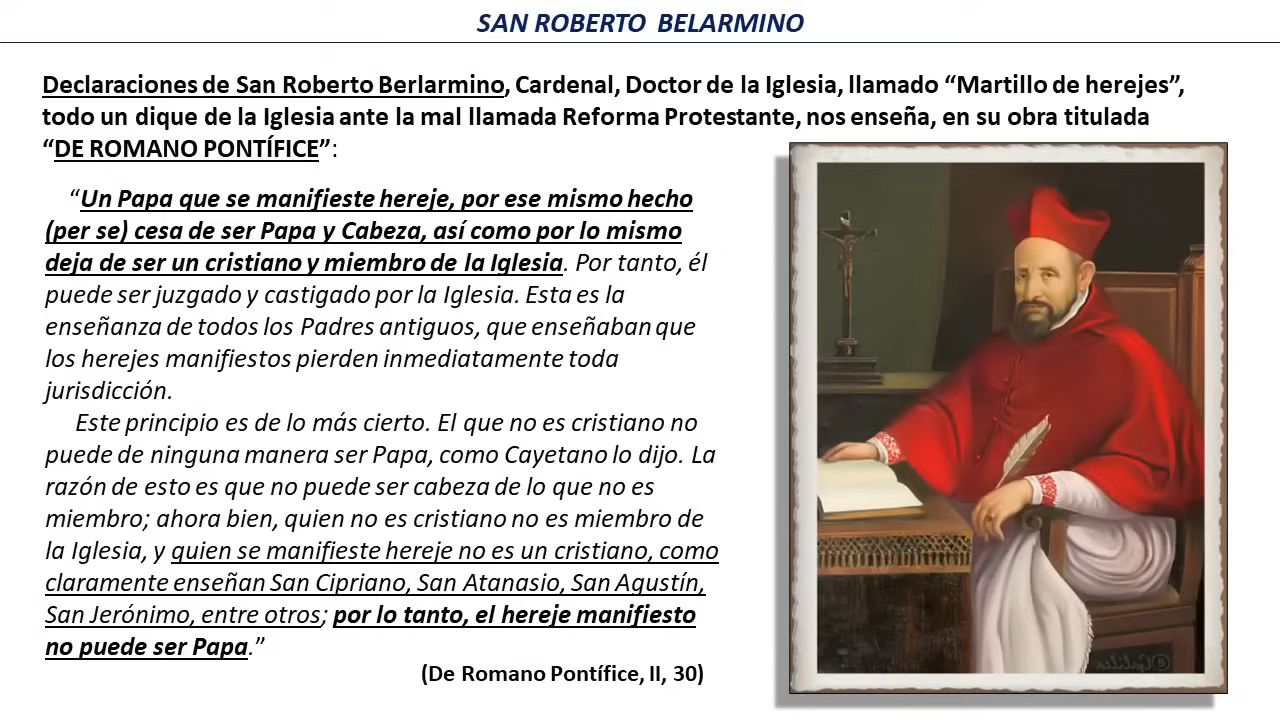 SAN ROBERTO BELARMINO
Declaraciones de San Roberto Berlarmino, Cardenal, Doctor de la Iglesia, llamado “Martillo de herejes”,
todo un dique de la Iglesia ante la mal llamada Reforma Protestante, nos enseña, en su obra titulada
“DE ROMANO PONTÍFICE”:
“Un Papa que se manifieste hereje, por ese mismo hecho
(per se) cesa de ser Papa y Cabeza, así como por lo mismo
deja de ser un cristiano y miembro de la Iglesia. Por tanto, él
puede ser juzgado y castigado por la Iglesia. Esta es la
enseñanza de todos los Padres antiguos, que enseñaban que
los herejes manifiestos pierden inmediatamente toda
jurisdicción.
Este principio es de lo más cierto. El que no es cristiano no
puede de ninguna manera ser Papa, como Cayetano lo dijo. La
razón de esto es que no puede ser cabeza de lo que no es
miembro; ahora bien, quien no es cristiano no es miembro de
la Iglesia, y quien se manifieste hereje no es un cristiano, como
claramente enseñan San Cipriano, San Atanasio, San Agustín,
San Jerónimo, entre otros; por lo tanto, el hereje manifiesto
no puede ser Papa.”
(De Romano Pontífice, II, 30)